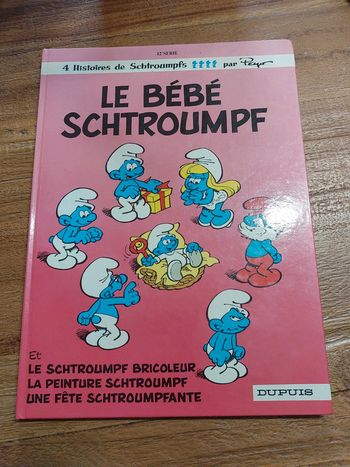 12e SERIE
4 Histoires de Schtroumpfs par Peyo
LE BÉBÉ
SCHTROUMPF
Et
LE SCHTROUMPF BRICOLEUR
LA PEINTURE SCHTROUMPF
UNE FÊTE SCHTROUMPFANTE
DUPUIS